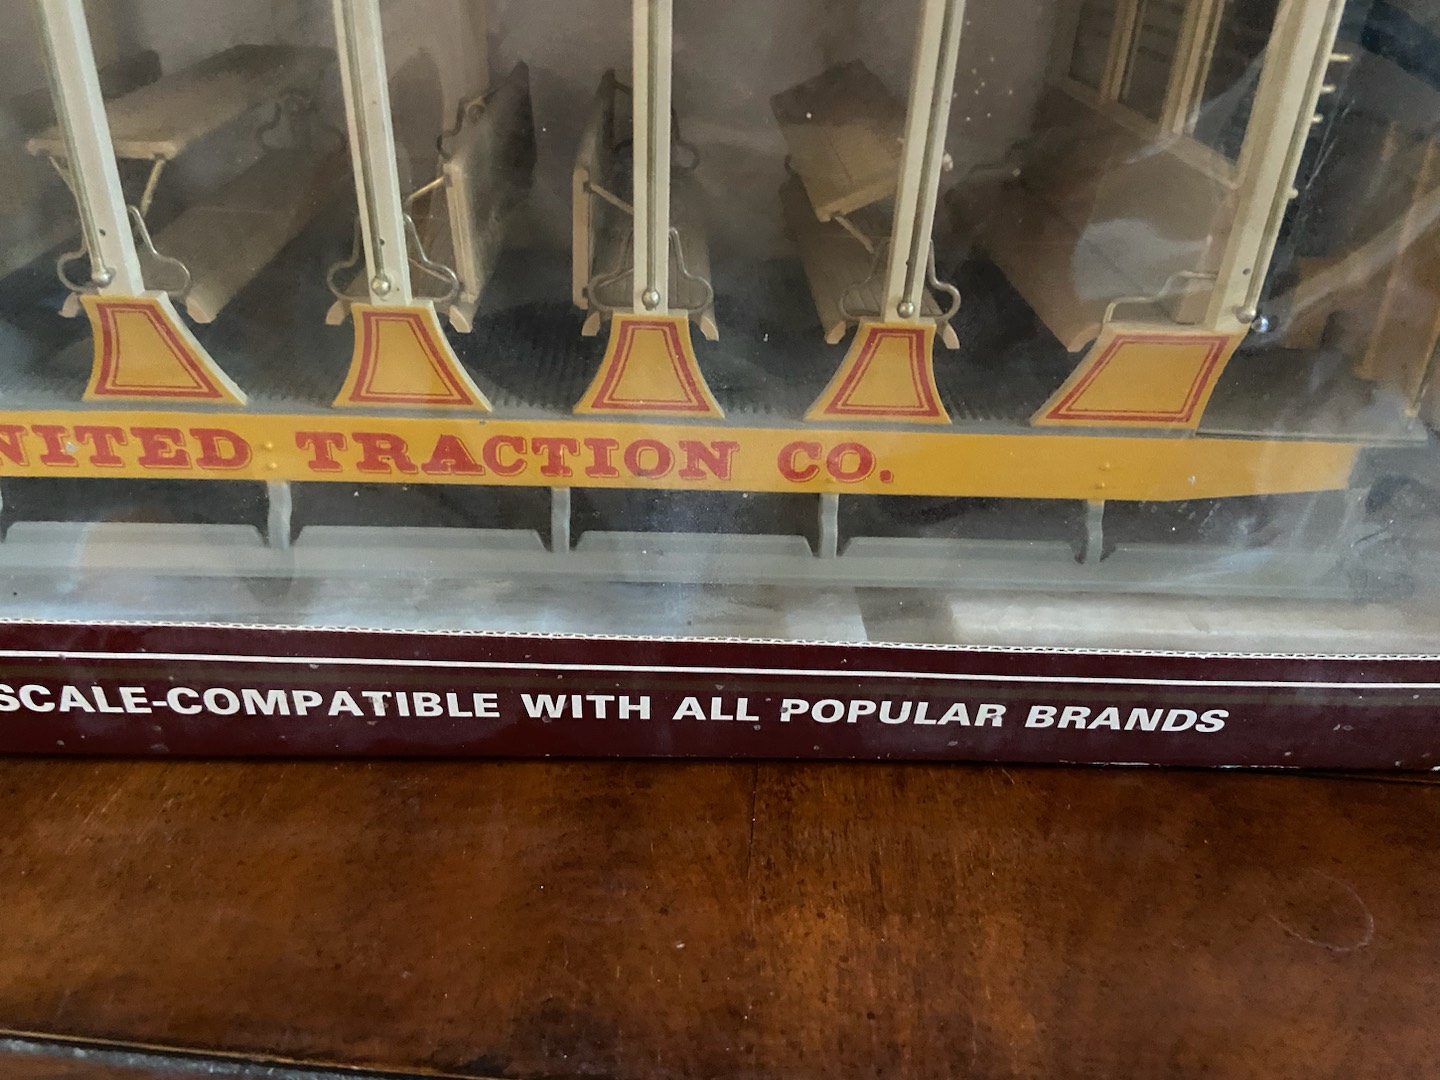 NITED TRACTION CO.
SCALE-COMPATIBLE WITH ALL POPULAR BRANDS